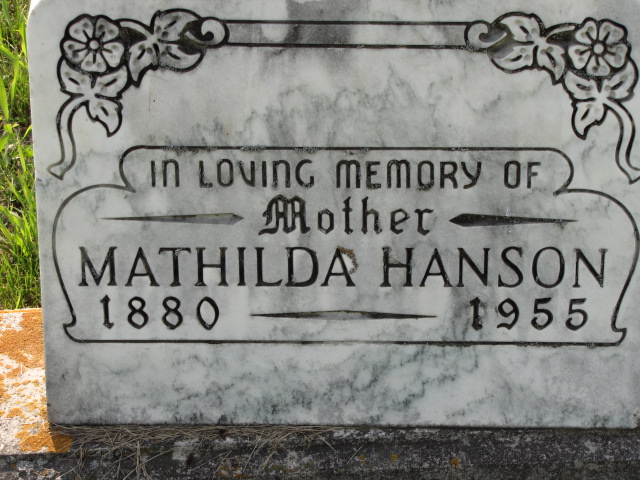 IN LOVING MEMORY OF
Mother
MATHILDA HANSON
1880 1955